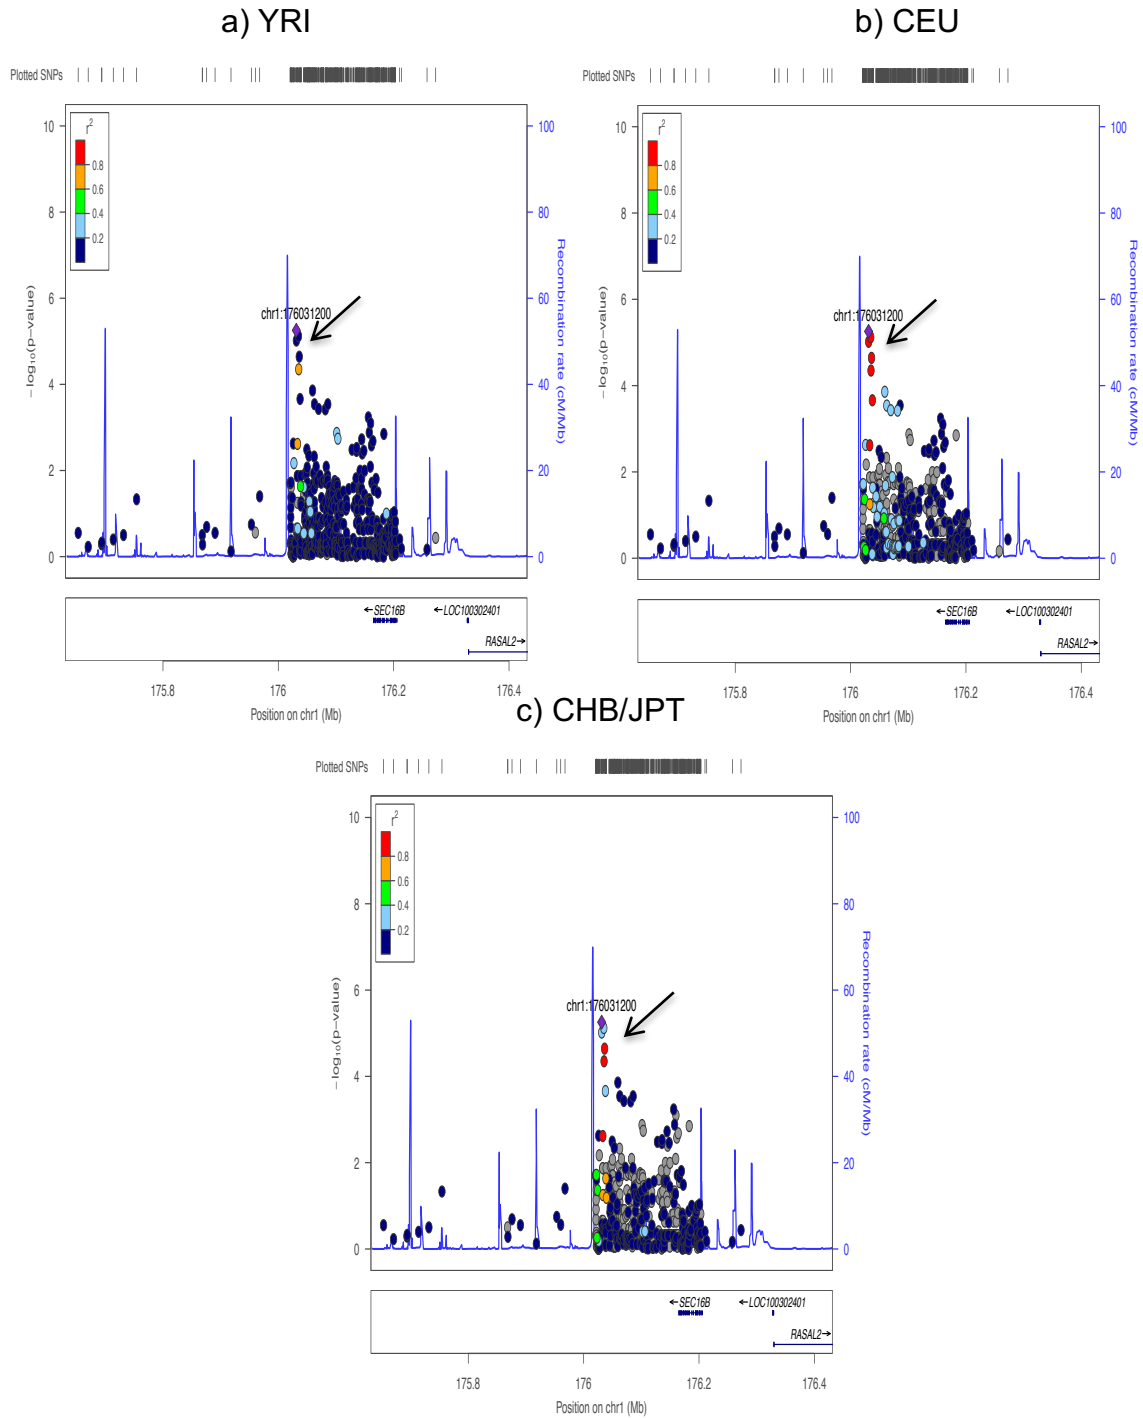 a) YRI
Plotted SNPs
10
8
6
4
2
0
−log10(p−value)
100
80
60
40
20
0
Recombination rate (cM/Mb)
r2
0.8
0.6
0.4
0.2
chr1:176031200
←SEC16B
←LOC100302401
RASAL2→
175.8
176
176.2
176.4
Position on chr1 (Mb)
b) CEU
Plotted SNPs
10
8
6
4
2
0
−log10(p−value)
100
80
60
40
20
0
Recombination rate (cM/Mb)
r2
0.8
0.6
0.4
0.2
chr1:176031200
←SEC16B
←LOC100302401
RASAL2→
175.8
176
176.2
176.4
Position on chr1 (Mb)
c) CHB/JPT
Plotted SNPs
10
8
6
4
2
0
−log10(p−value)
100
80
60
40
20
0
Recombination rate (cM/Mb)
r2
0.8
0.6
0.4
0.2
chr1:176031200
←SEC16B
←LOC100302401
RASAL2→
175.8
176
176.2
176.4
Position on chr1 (Mb)